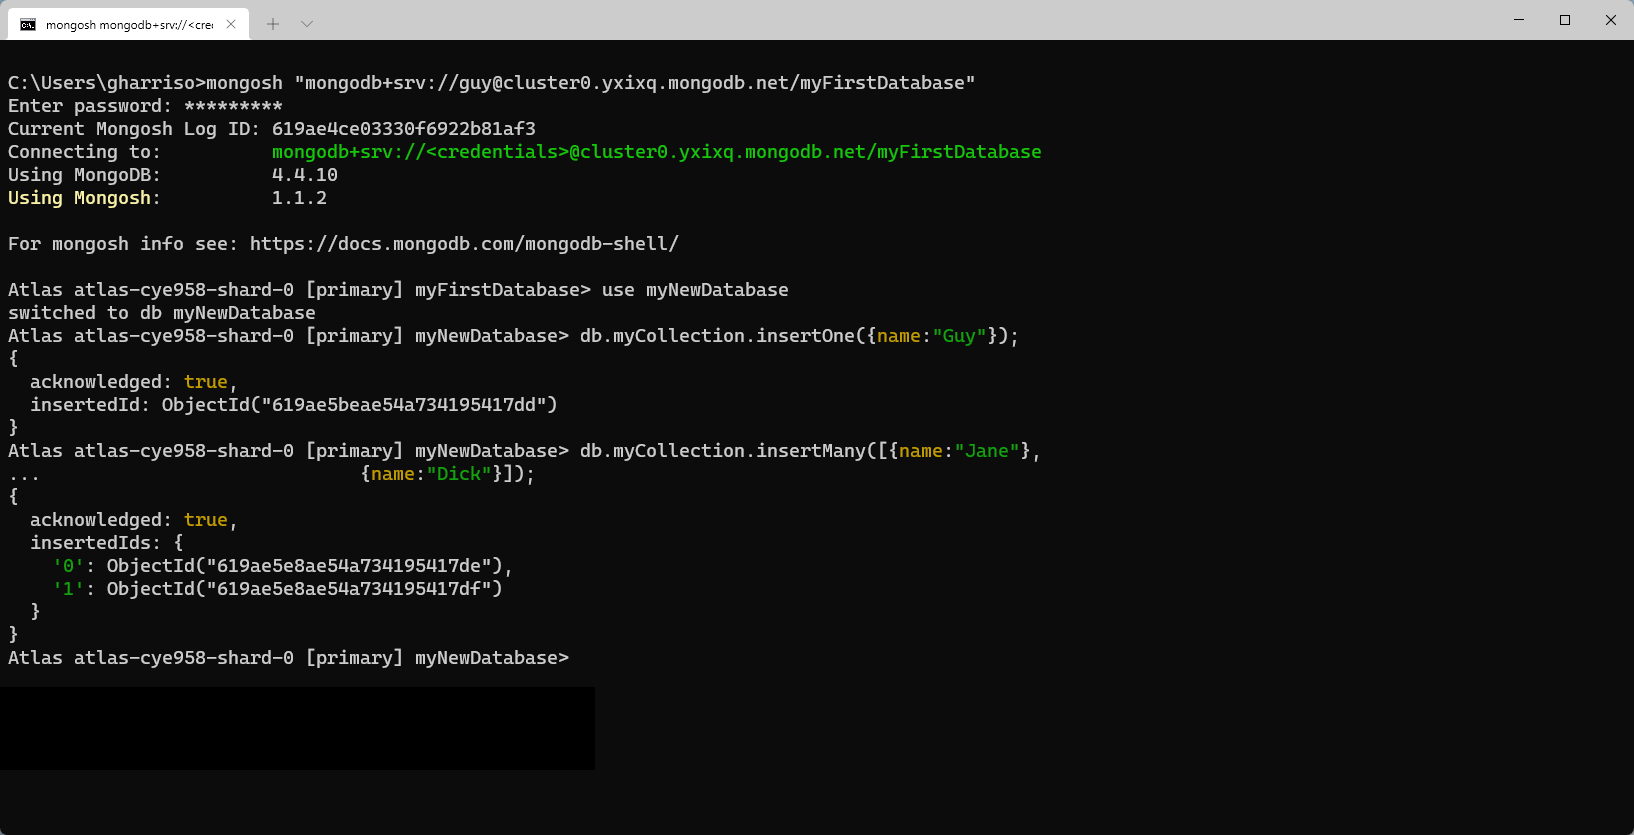 mongosh mongodb+srv://<cre
C:\Users\gharriso>mongosh "mongodb+srv://guy@cluster0.yxixq.mongodb.net/myFirstDatabase"
Enter password: *********
Current Mongosh Log ID: 619ae4ce03330f6922b81af3
Connecting to:          mongodb+srv://<credentials>@cluster0.yxixq.mongodb.net/myFirstDatabase
Using MongoDB:          4.4.10
Using Mongosh:          1.1.2
For mongosh info see: https://docs.mongodb.com/mongodb-shell/
Atlas atlas-cye958-shard-0 [primary] myFirstDatabase> use myNewDatabase
switched to db myNewDatabase
Atlas atlas-cye958-shard-0 [primary] myNewDatabase> db.myCollection.insertOne({name:"Guy"});
{
  acknowledged: true,
  insertedId: ObjectId("619ae5beae54a734195417dd")
}
Atlas atlas-cye958-shard-0 [primary] myNewDatabase> db.myCollection.insertMany([{name:"Jane"},
...                             {name:"Dick"}]);
{
  acknowledged: true,
  insertedIds: {
    '0': ObjectId("619ae5e8ae54a734195417de"),
    '1': ObjectId("619ae5e8ae54a734195417df")
  }
}
Atlas atlas-cye958-shard-0 [primary] myNewDatabase>